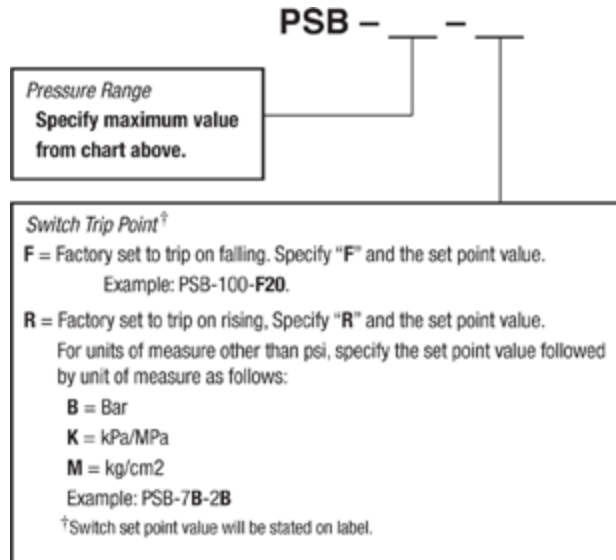 PSB – ___ – ___
Pressure Range
Specify maximum value
from chart above.
Switch Trip Point†
F = Factory set to trip on falling. Specify “F” and the set point value.
Example: PSB-100-F20.
R = Factory set to trip on rising, Specify “R” and the set point value.
For units of measure other than psi, specify the set point value followed
by unit of measure as follows:
B = Bar
K = kPa/MPa
M = kg/cm2
Example: PSB-7B-2B
†Switch set point value will be stated on label.